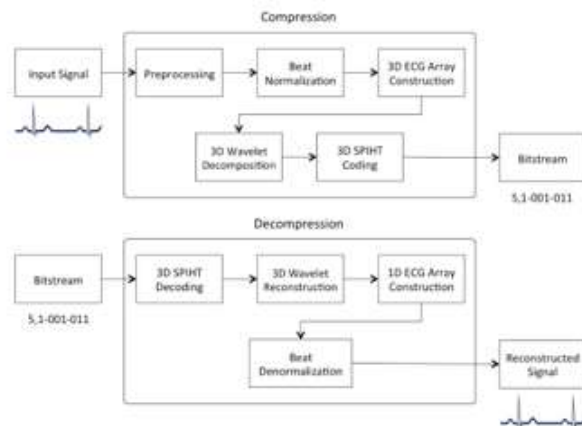 Compression
Input Signal
Preprocessing
Beat
Normalization
3D ECG Array
Construction
3D Wavelet
Decomposition
3D SPIHT
Coding
Bitstream
5,1-001-011
Decompression
Bitstream
5,1-001-011
3D SPIHT
Decoding
3D Wavelet
Reconstruction
1D ECG Array
Construction
Beat
Denormalization
Reconstructed
Signal